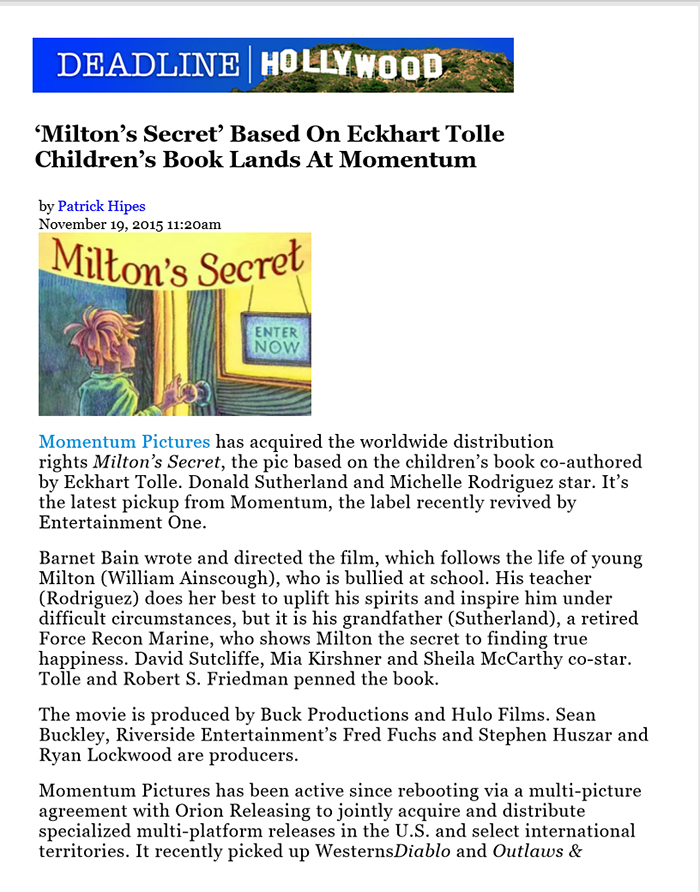 DEADLINE | HOLLYWOOD
‘Milton’s Secret’ Based On Eckhart Tolle
Children’s Book Lands At Momentum
by Patrick Hipes
November 19, 2015 11:20am
Milton's Secret
ENTER
NOW
Momentum Pictures has acquired the worldwide distribution
rights Milton’s Secret, the pic based on the children’s book co-authored
by Eckhart Tolle. Donald Sutherland and Michelle Rodriguez star. It’s
the latest pickup from Momentum, the label recently revived by
Entertainment One.
Barnet Bain wrote and directed the film, which follows the life of young
Milton (William Ainscough), who is bullied at school. His teacher
(Rodriguez) does her best to uplift his spirits and inspire him under
difficult circumstances, but it is his grandfather (Sutherland), a retired
Force Recon Marine, who shows Milton the secret to finding true
happiness. David Sutcliffe, Mia Kirshner and Sheila McCarthy co-star.
Tolle and Robert S. Friedman penned the book.
The movie is produced by Buck Productions and Hulo Films. Sean
Buckley, Riverside Entertainment’s Fred Fuchs and Stephen Huszar and
Ryan Lockwood are producers.
Momentum Pictures has been active since rebooting via a multi-picture
agreement with Orion Releasing to jointly acquire and distribute
specialized multi-platform releases in the U.S. and select international
territories. It recently picked up WesternsDiablo and Outlaws &